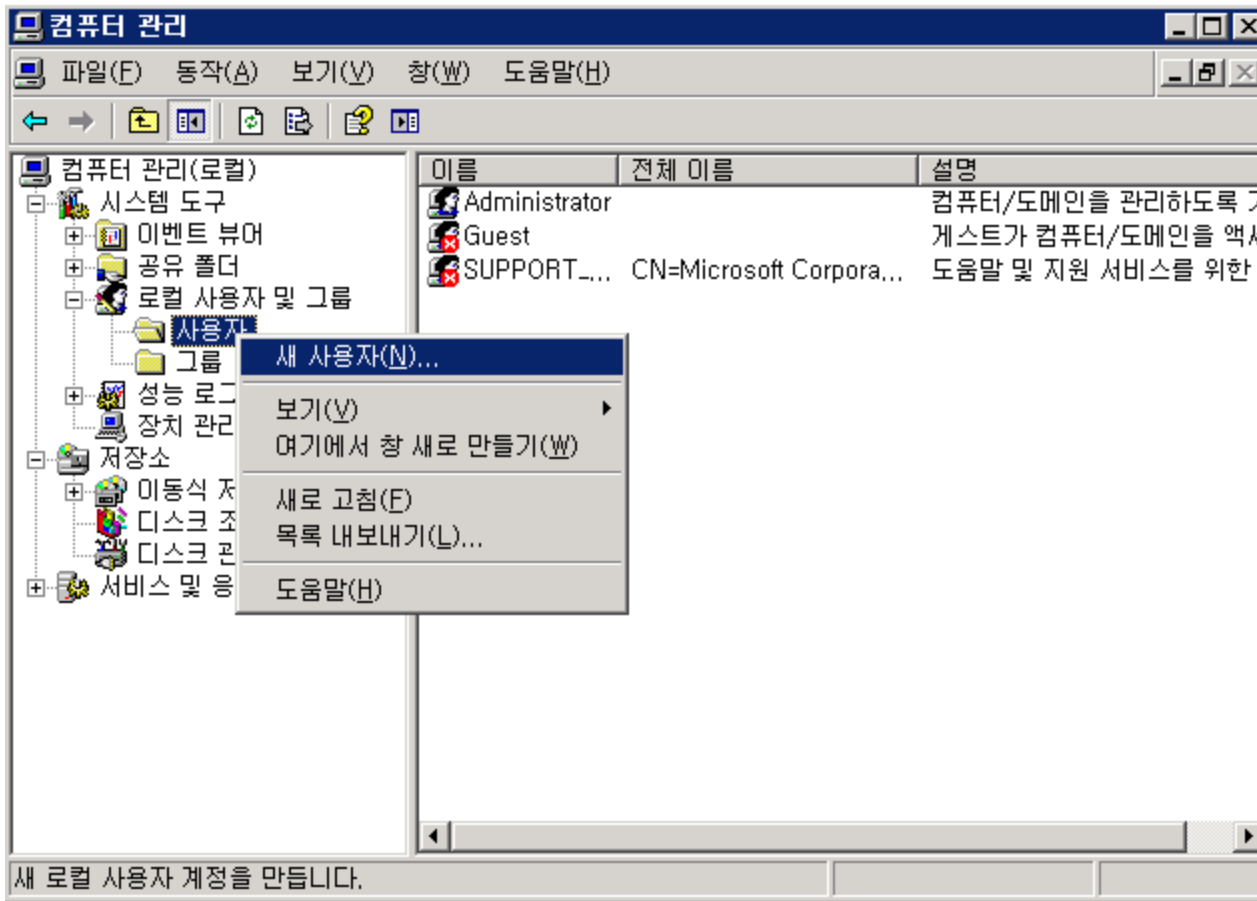 컴퓨터 관리
파일(F) 동작(A) 보기(V) 창(W) 도움말(H)
컴퓨터 관리(로컬)
시스템 도구
이벤트 뷰어
공유 폴더
로컬 사용자 및 그룹
사용자
그룹
성능 로그
장치 관리
저장소
이동식
디스크
디스크
서비스 및 응
새 사용자(N)...
보기(V)
여기에서 창 새로 만들기(W)
새로 고침(F)
목록 내보내기(L)...
도움말(H)
이름 전체 이름 설명
Administrator 컴퓨터/도메인을 관리하도록
Guest 게스트가 컴퓨터/도메인을
SUPPORT_... CN=Microsoft Corpora... 도움말 및 지원 서비스를 위한
새 로컬 사용자 계정을 만듭니다.